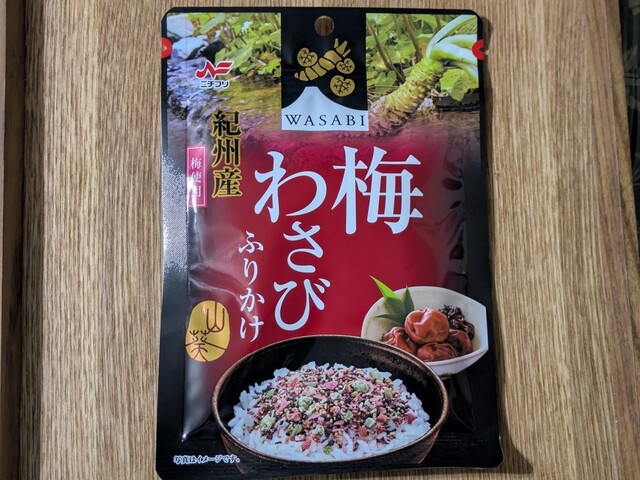 ニチフリ
WASABI
紀州産
梅使用
梅
わさび
ふりかけ
山葵
写真はイメージです。